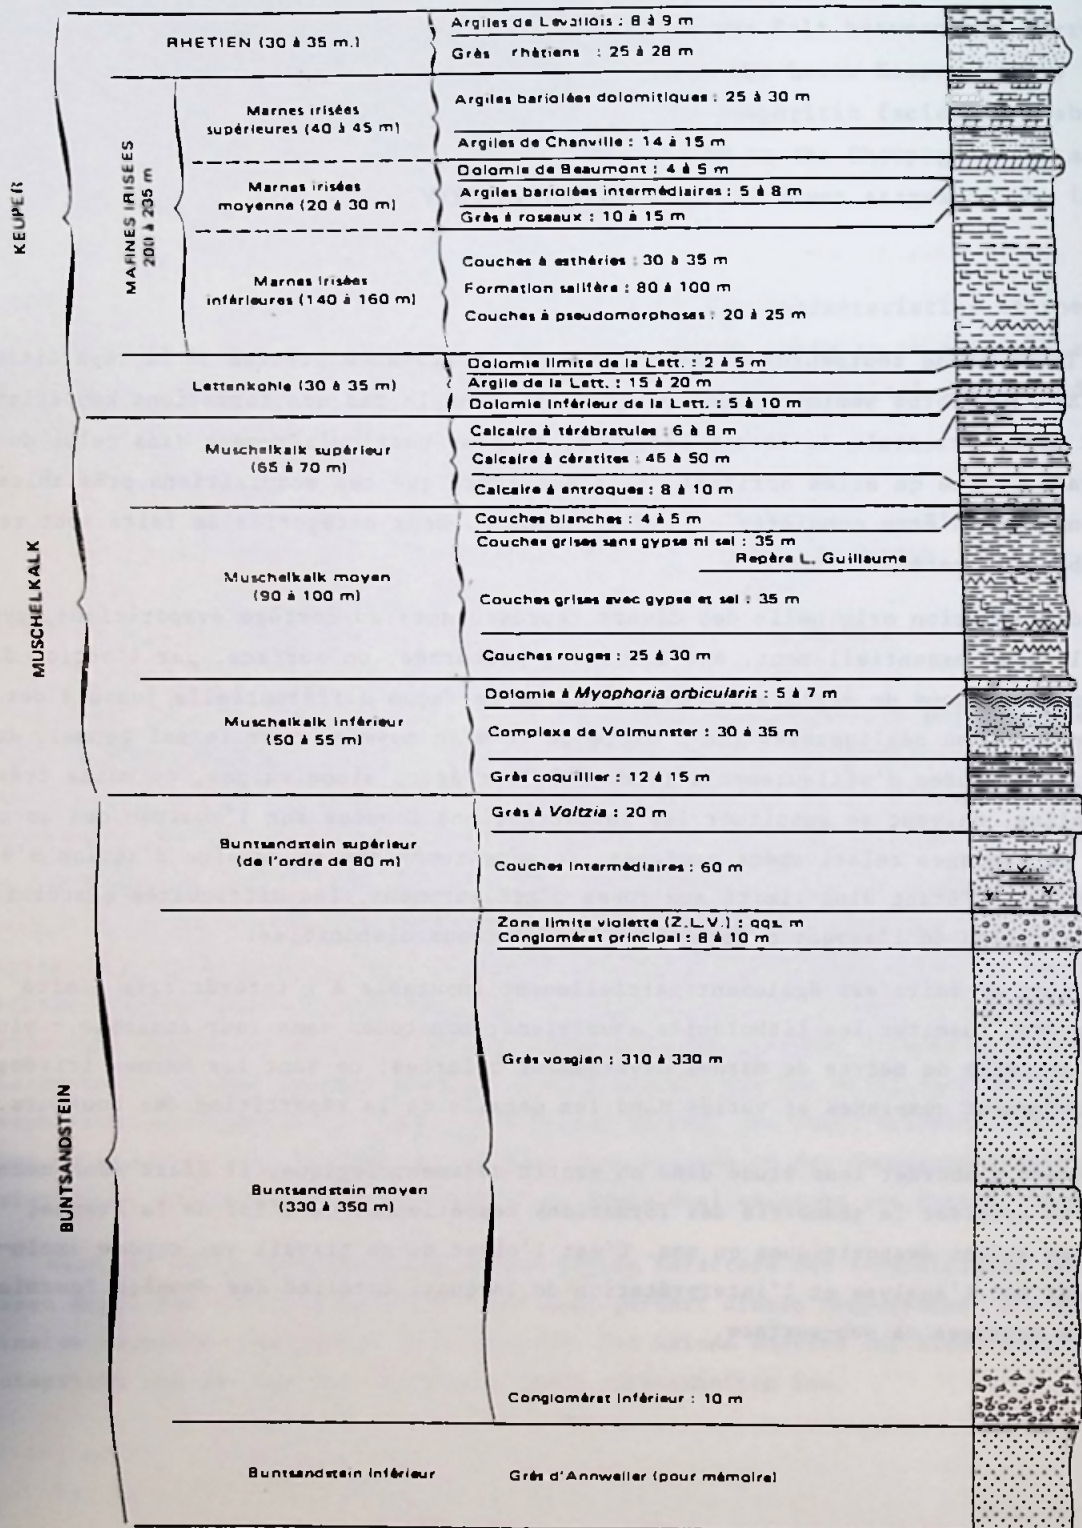 KEUPER
RHETIEN (30 à 35 m.)
Argiles de Levallois : 8 à 9 m
Grès rhétiens : 25 à 28 m
MARNES IRISEES
200 à 235 m
Marnes irisées
supérieures (40 à 45 m)
Argiles bariolées dolomitiques : 25 à 30 m
Argiles de Chanville : 14 à 15 m
Marnes irisées
moyenne (20 à 30 m)
Dolomie de Beaumont : 4 à 5 m
Argiles bariolées intermédiaires : 5 à 8 m
Grès à roseaux : 10 à 15 m
Marnes irisées
inférieures (140 à 160 m)
Couches à esthéries : 30 à 35 m
Formation salifère : 80 à 100 m
Couches à pseudomorphoses : 20 à 25 m
Lettenkohle (30 à 35 m)
Dolomie limite de la Lett. : 2 à 5 m
Argile de la Lett. : 15 à 20 m
Dolomie Inférieur de la Lett. : 5 à 10 m
MUSCHELKALK
Muschelkalk supérieur
(65 à 70 m)
Calcaire à térébratules : 6 à 8 m
Calcaire à cératites : 45 à 50 m
Calcaire à entroques : 8 à 10 m
Muschelkalk moyen
(90 à 100 m)
Couches blanches : 4 à 5 m
Couches grises sans gypse ni sel : 35 m
Repère L. Guillaume
Couches grises avec gypse et sel : 35 m
Couches rouges : 25 à 30 m
Muschelkalk inférieur
(50 à 55 m)
Dolomie à Myophoria orbicularis : 5 à 7 m
Complexe de Volmunster : 30 à 35 m
Grès coquillier : 12 à 15 m
BUNTSANDSTEIN
Buntsandstein supérieur
(de l'ordre de 80 m)
Grès à Voltzia : 20 m
Couches Intermédiaires : 60 m
Zone limite violette (Z.L.V.) : qqs. m
Conglomérat principal : 8 à 10 m
Buntsandstein moyen
(330 à 350 m)
Grès vosgien : 310 à 330 m
Conglomérat Inférieur : 10 m
Buntsandstein Inférieur
Grès d'Annweiler (pour mémoire)